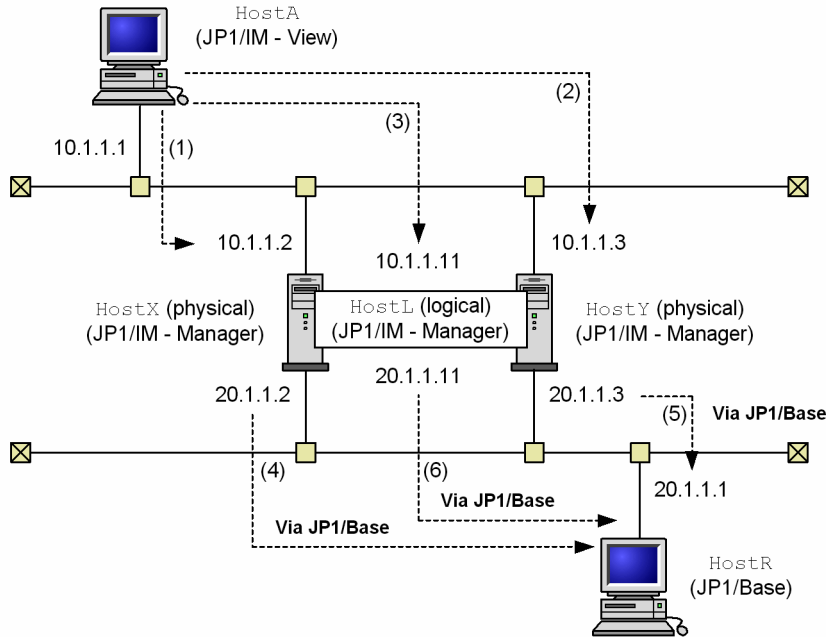 HostA
(JP1/IM - View)
(2)
(3)
10.1.1.1
(1)
10.1.1.2
10.1.1.11
10.1.1.3
HostX (physical)
(JP1/IM - Manager)
HostL (logical)
(JP1/IM - Manager)
HostY (physical)
(JP1/IM - Manager)
20.1.1.2
20.1.1.11
20.1.1.3
(5)
Via JP1/Base
(4)
(6)
20.1.1.1
Via JP1/Base
Via JP1/Base
HostR
(JP1/Base)